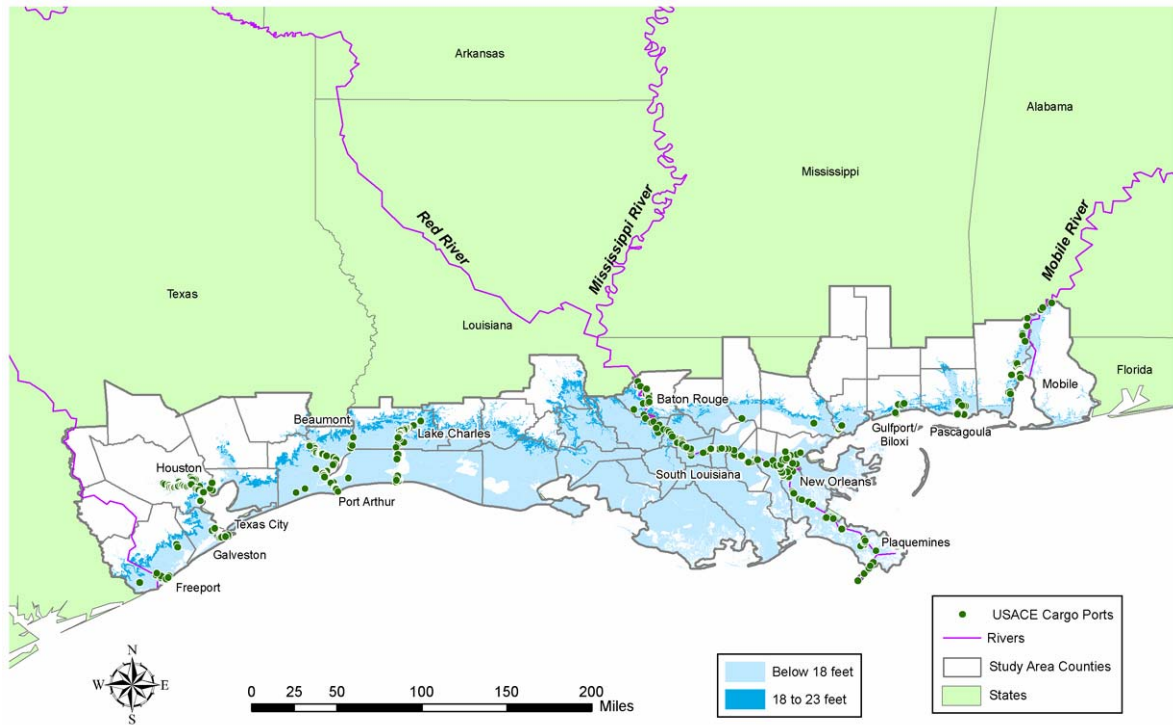 Arkansas
Alabama
Mississippi
Red River
Mississippi River
Mobile River
Texas
Louisiana
Florida
Baton Rouge
Mobile
Beaumont
Lake Charles
Gulfport/
Biloxi
Pascagoula
Houston
South Louisiana
New Orleans
Port Arthur
Texas City
Galveston
Plaquemines
Freeport
N
W E
S
0 25 50 100 150 200
Miles
Below 18 feet
18 to 23 feet
USACE Cargo Ports
Rivers
Study Area Counties
States